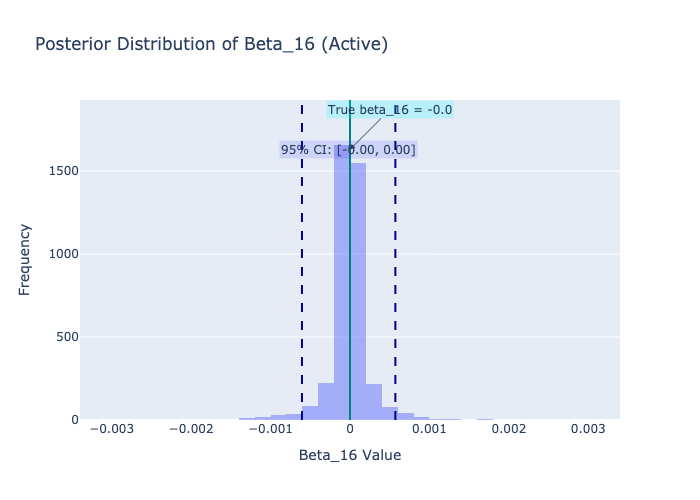 Posterior Distribution of Beta_16 (Active)
True beta_16 = -0.0
95% CI: [-0.00, 0.00]
1500
1000
500
0
Frequency
−0.003
−0.002
−0.001
0
0.001
0.002
0.003
Beta_16 Value